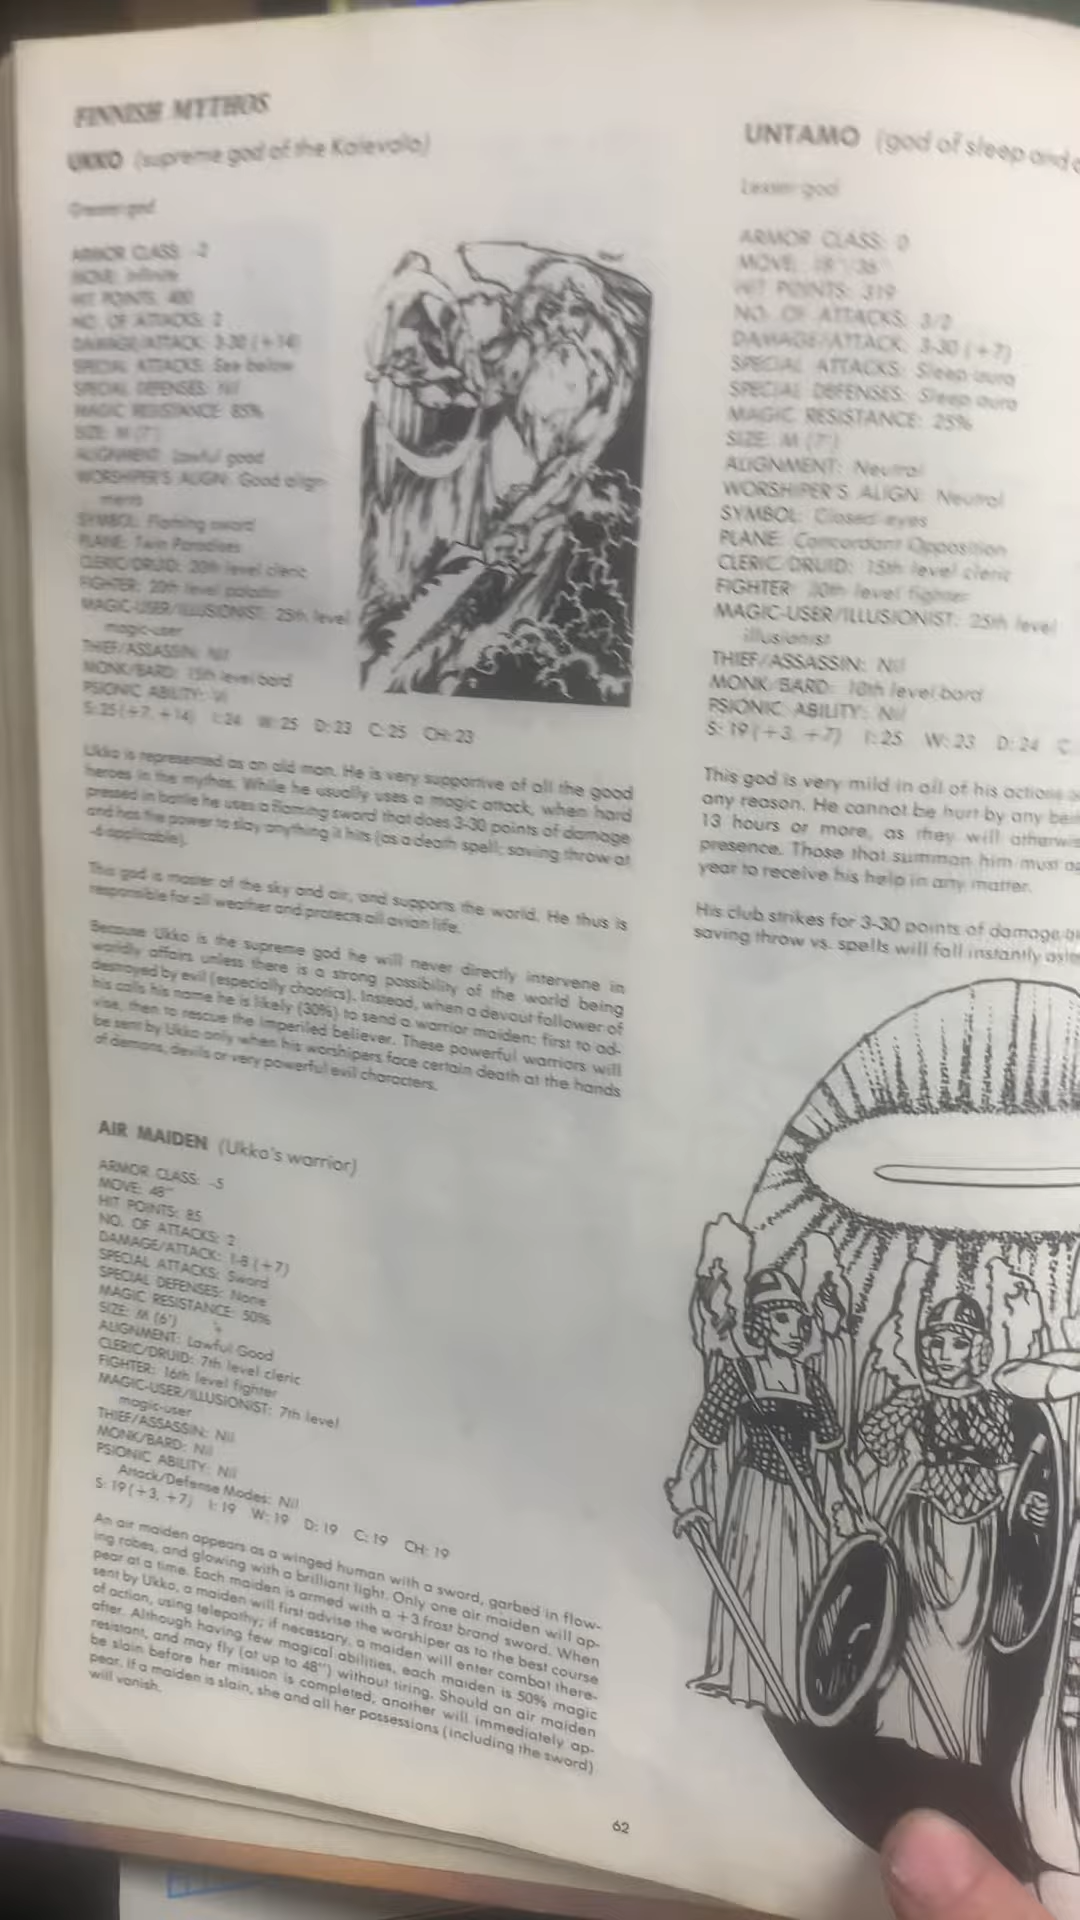 FINNISH MYTHOS
UKKO (supreme god of the Kalevala)
Greater god
ARMOR CLASS: -2
MOVE: Infinite
HIT POINTS: 400
NO. OF ATTACKS: 2
DAMAGE/ATTACK: 3-30 (+14)
SPECIAL ATTACKS: See below
SPECIAL DEFENSES: Nil
MAGIC RESISTANCE: 85%
SIZE: M (7')
ALIGNMENT: Lawful good
WORSHIPER'S ALIGN: Good align-
ments
SYMBOL: Flaming sword
PLANE: Twin Paradises
CLERIC/DRUID: 20th level cleric
FIGHTER: 20th level paladin
MAGIC-USER/ILLUSIONIST: 25th level
magic-user
THIEF/ASSASSIN: Nil
MONK/BARD: 15th level bard
PSIONIC ABILITY: VI
S: 25 (+7, +14) I: 24 W: 25 D: 23 C: 25 CH: 23
Ukko is represented as an old man. He is very supportive of all the good
heroes in the mythos. While he usually uses a magic attack, when hard
pressed in battle he uses a flaming sword that does 3-30 points of damage
and has the power to slay anything it hits (as a death spell; saving throw at
-6 applicable).
This god is master of the sky and air, and supports the world. He thus is
responsible for all weather and protects all avian life.
Because Ukko is the supreme god he will never directly intervene in
worldly affairs unless there is a strong possibility of the world being
destroyed by evil (especially chaotics). Instead, when a devout follower of
his calls his name he is likely (30%) to send a warrior maiden: first to ad-
vise, then to rescue the imperiled believer. These powerful warriors will
be sent by Ukko only when his worshipers face certain death at the hands
of demons, devils or very powerful evil characters.
AIR MAIDEN (Ukko's warrior)
ARMOR CLASS: -5
MOVE: 48"
HIT POINTS: 85
NO. OF ATTACKS: 2
DAMAGE/ATTACK: 1-8 (+7)
SPECIAL ATTACKS: Sword
SPECIAL DEFENSES: None
MAGIC RESISTANCE: 50%
SIZE: M (6')
ALIGNMENT: Lawful Good
CLERIC/DRUID: 7th level cleric
FIGHTER: 16th level fighter
MAGIC-USER/ILLUSIONIST: 7th level
magic-user
THIEF/ASSASSIN: Nil
MONK/BARD: Nil
PSIONIC ABILITY: Nil
Attack/Defense Modes: Nil
S: 19 (+3, +7) I: 19 W: 19 D: 19 C: 19 CH: 19
An air maiden appears as a winged human with a sword, garbed in flow-
ing robes, and glowing with a brilliant light. Only one air maiden will ap-
pear at a time. Each maiden is armed with a +3 frost brand sword. When
sent by Ukko, a maiden will first advise the worshiper as to the best course
of action, using telepathy; if necessary, a maiden will enter combat there-
after. Although having few magical abilities, each maiden is 50% magic
resistant, and may fly (at up to 48") without tiring. Should an air maiden
be slain before her mission is completed, another will immediately ap-
pear. If a maiden is slain, she and all her possessions (including the sword)
will vanish.
UNTAMO (god of sleep and
Lesser god
ARMOR CLASS: 0
MOVE: 18"/36"
HIT POINTS: 319
NO. OF ATTACKS: 3/2
DAMAGE/ATTACK: 3-30 (+7)
SPECIAL ATTACKS: Sleep aura
SPECIAL DEFENSES: Sleep aura
MAGIC RESISTANCE: 25%
SIZE: M (7')
ALIGNMENT: Neutral
WORSHIPER'S ALIGN: Neutral
SYMBOL: Closed eyes
PLANE: Concordant Opposition
CLERIC/DRUID: 15th level cleric
FIGHTER: 10th level fighter
MAGIC-USER/ILLUSIONIST: 25th level
illusionist
THIEF/ASSASSIN: Nil
MONK/BARD: 10th level bard
PSIONIC ABILITY: Nil
S: 19 (+3, +7) I: 25 W: 23 D: 24 C
This god is very mild in all of his actions
any reason. He cannot be hurt by any
13 hours or more, as they will
presence. Those that summon him must
year to receive his help in any matter.
His club strikes for 3-30 points of damage
saving throw vs. spells will fall instantly
62